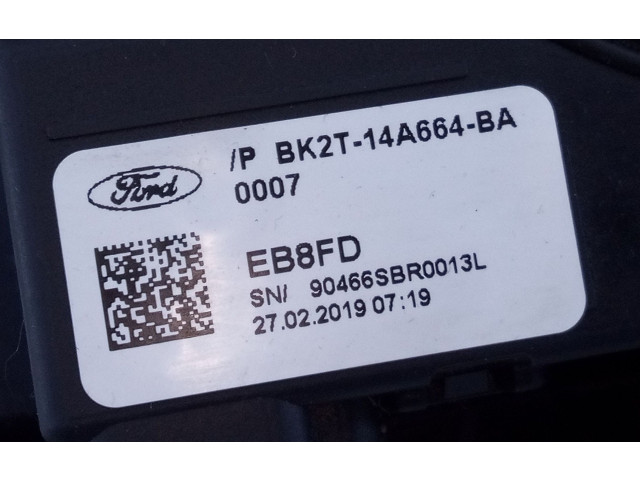 Ford
/P BK2T-14A664-BA
0007
EB8FD
SN/ 90466SBR0013L
27.02.2019 07:19